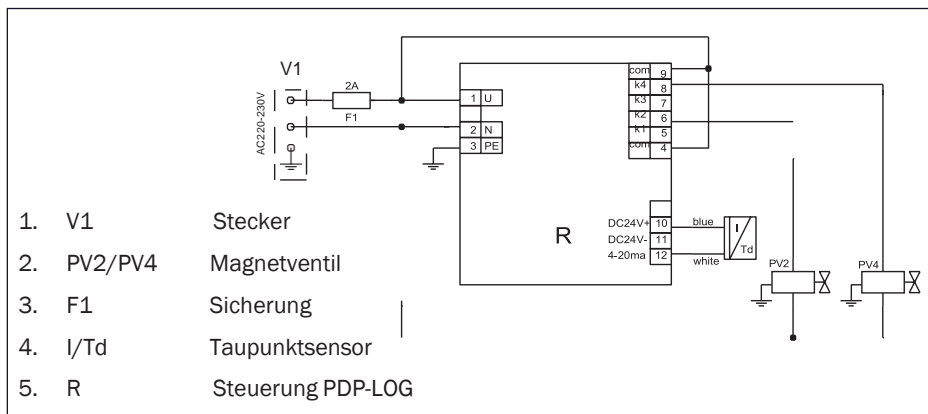 V1
AC220-230V
2A
F1
1 U
2 N
3 PE
com 9
k4 8
k3 7
k2 6
k1 5
com 4
R
DC24V+ 10
DC24V- 11
4-20ma 12
blue
white
I
Td
PV2
PV4
1. V1 Stecker
2. PV2/PV4 Magnetventil
3. F1 Sicherung
4. I/Td Taupunktsensor
5. R Steuerung PDP-LOG